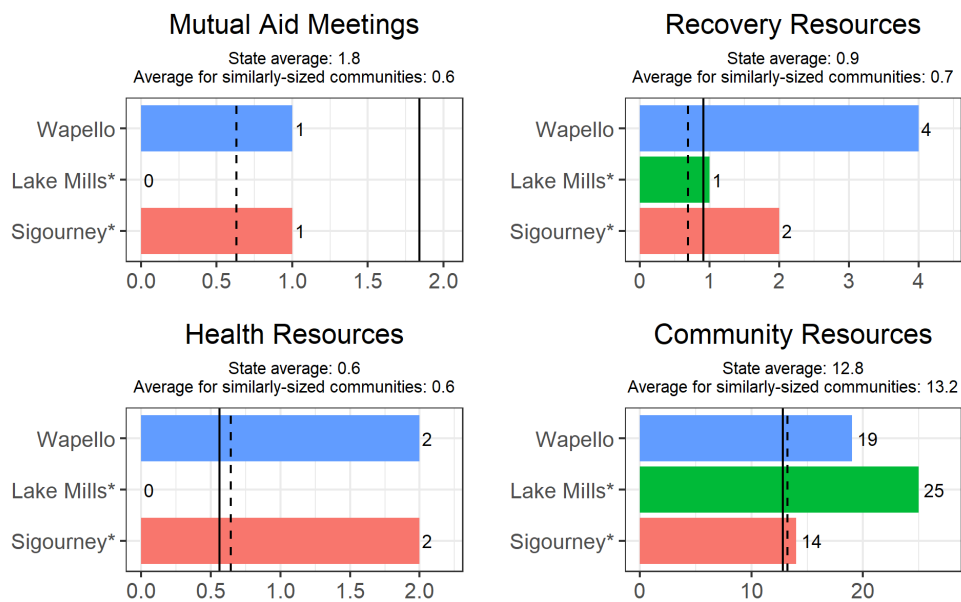 Mutual Aid Meetings
State average: 1.8
Average for similarly-sized communities: 0.6
Wapello
1
Lake Mills*
0
Sigourney*
1
0.0 0.5 1.0 1.5 2.0
Recovery Resources
State average: 0.9
Average for similarly-sized communities: 0.7
Wapello
4
Lake Mills*
1
Sigourney*
2
0 1 2 3 4
Health Resources
State average: 0.6
Average for similarly-sized communities: 0.6
Wapello
2
Lake Mills*
0
Sigourney*
2
0.0 0.5 1.0 1.5 2.0
Community Resources
State average: 12.8
Average for similarly-sized communities: 13.2
Wapello
19
Lake Mills*
25
Sigourney*
14
0 10 20